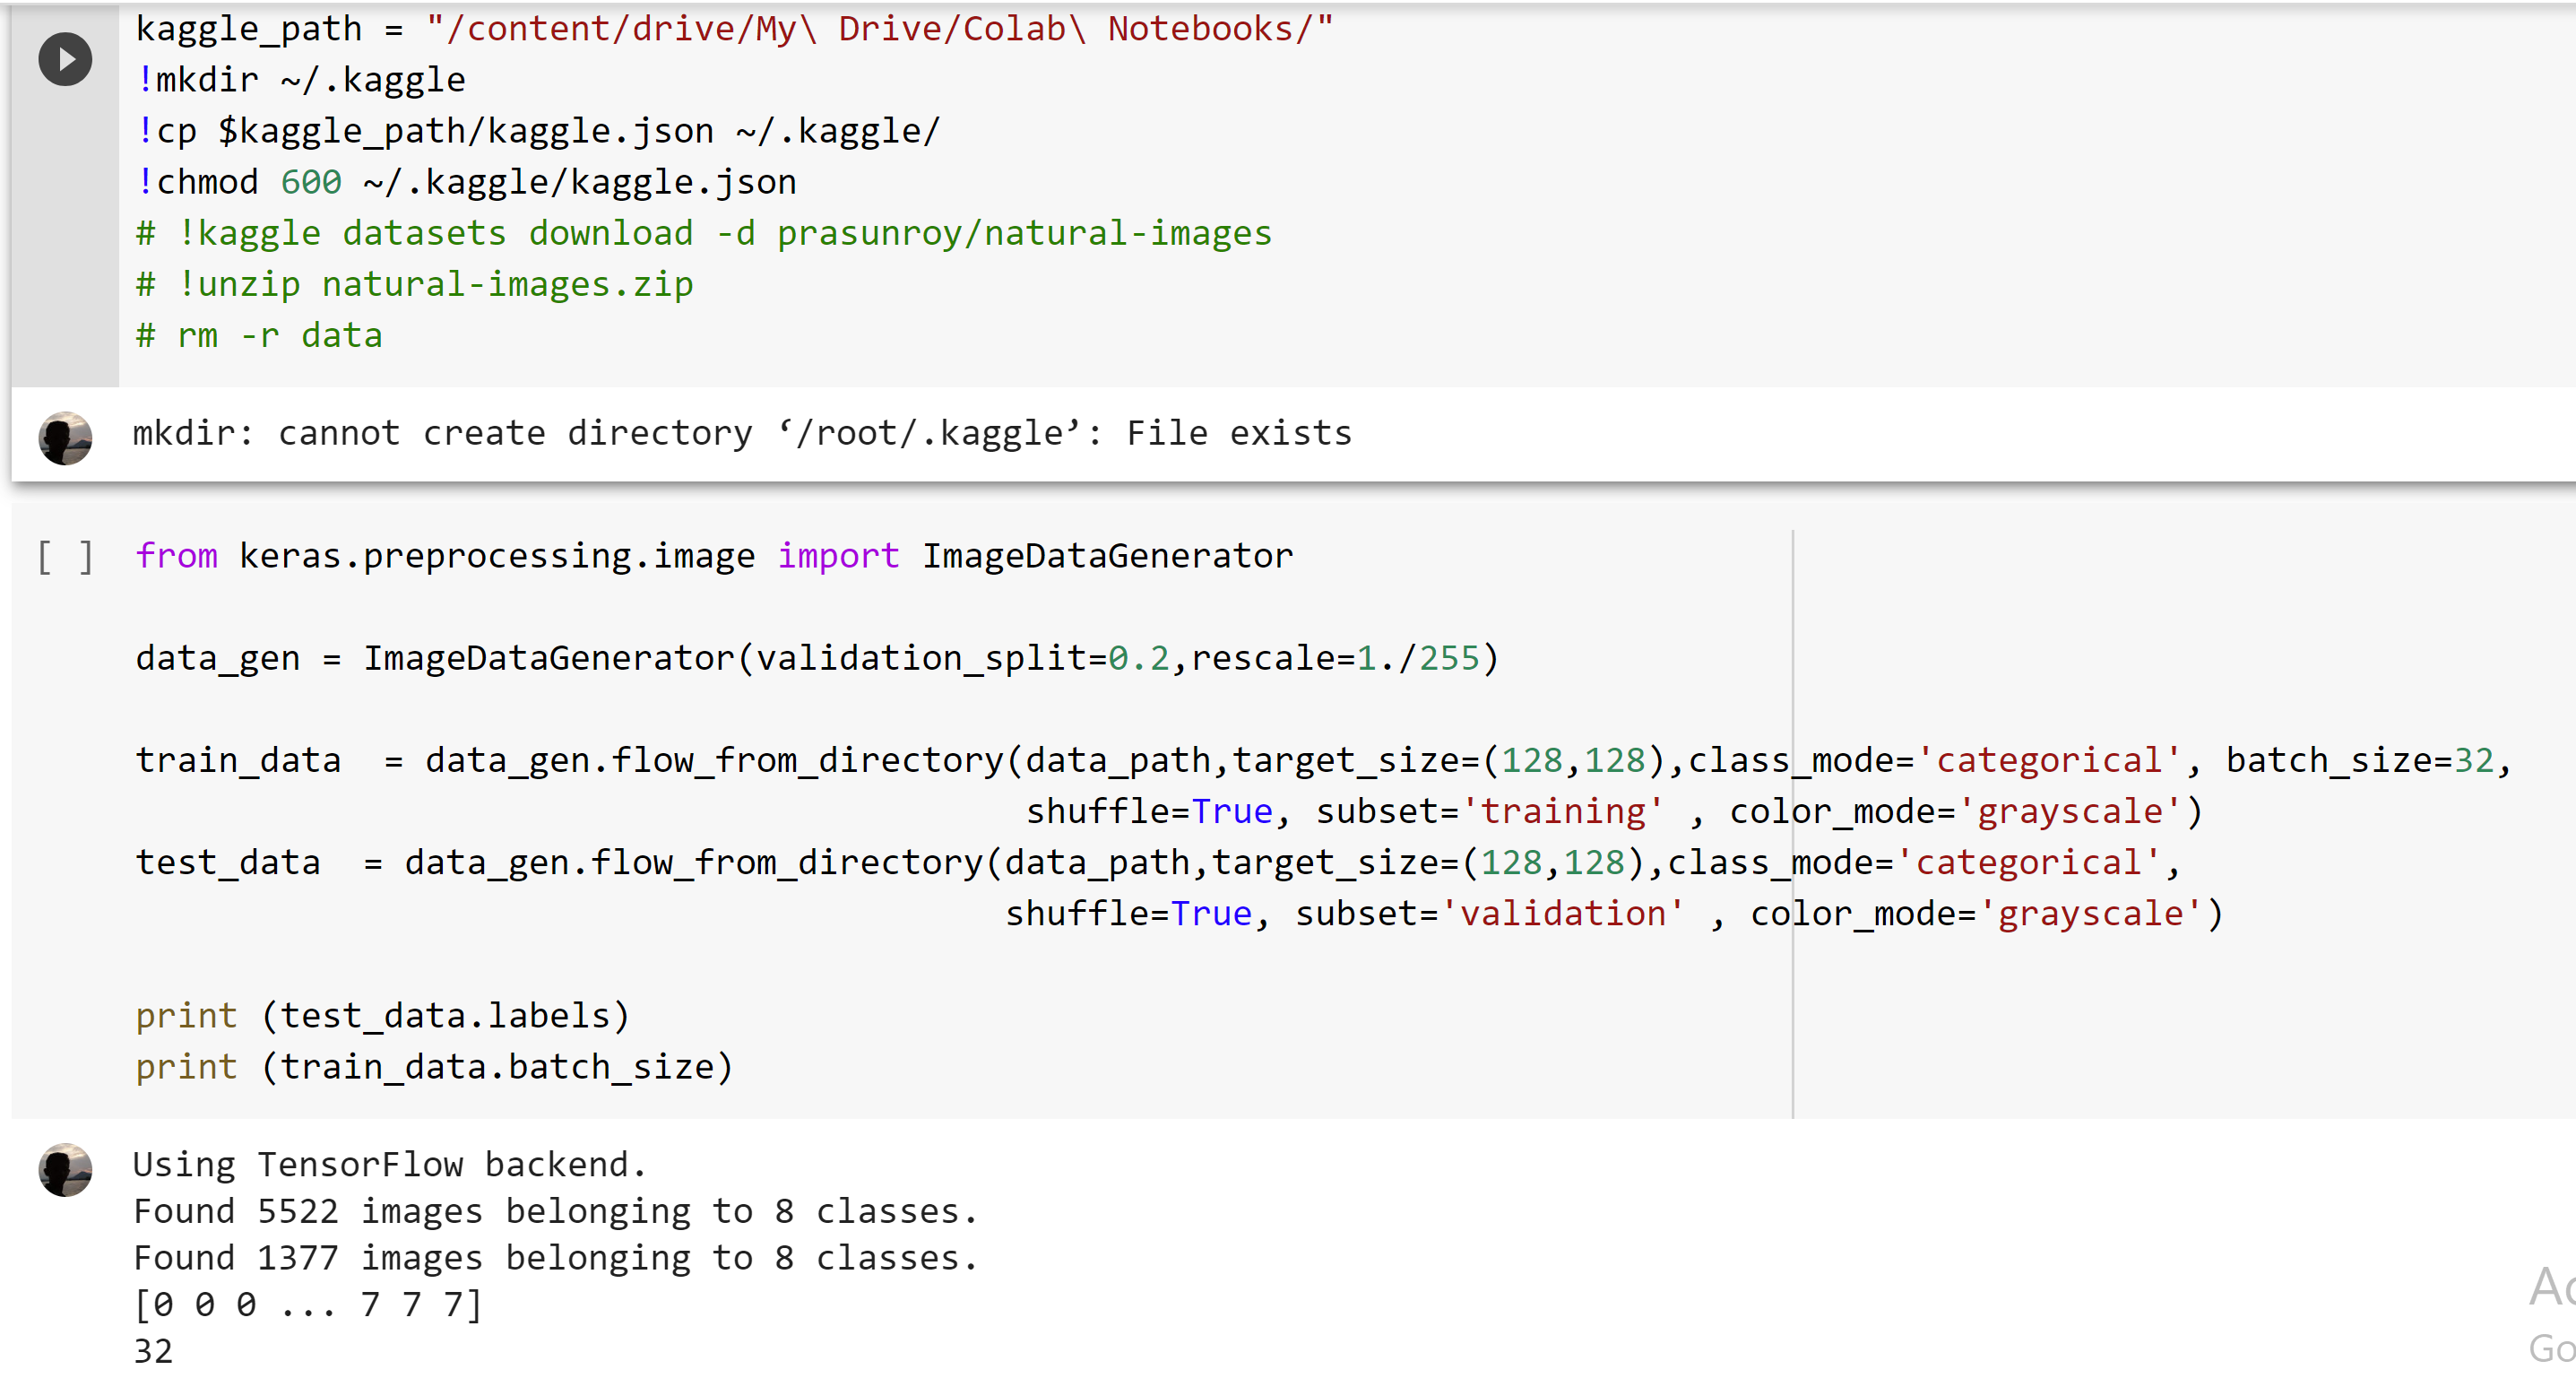 kaggle_path = "/content/drive/My\ Drive/Colab\ Notebooks/"
!mkdir ~/.kaggle
!cp $kaggle_path/kaggle.json ~/.kaggle/
!chmod 600 ~/.kaggle/kaggle.json
# !kaggle datasets download -d prasunroy/natural-images
# !unzip natural-images.zip
# rm -r data
mkdir: cannot create directory ‘/root/.kaggle’: File exists
[ ] from keras.preprocessing.image import ImageDataGenerator
data_gen = ImageDataGenerator(validation_split=0.2,rescale=1./255)
train_data  = data_gen.flow_from_directory(data_path,target_size=(128,128),class_mode='categorical', batch_size=32,
shuffle=True, subset='training' , color_mode='grayscale')
test_data  = data_gen.flow_from_directory(data_path,target_size=(128,128),class_mode='categorical',
shuffle=True, subset='validation' , color_mode='grayscale')
print (test_data.labels)
print (train_data.batch_size)
Using TensorFlow backend.
Found 5522 images belonging to 8 classes.
Found 1377 images belonging to 8 classes.
[0 0 0 ... 7 7 7]
32